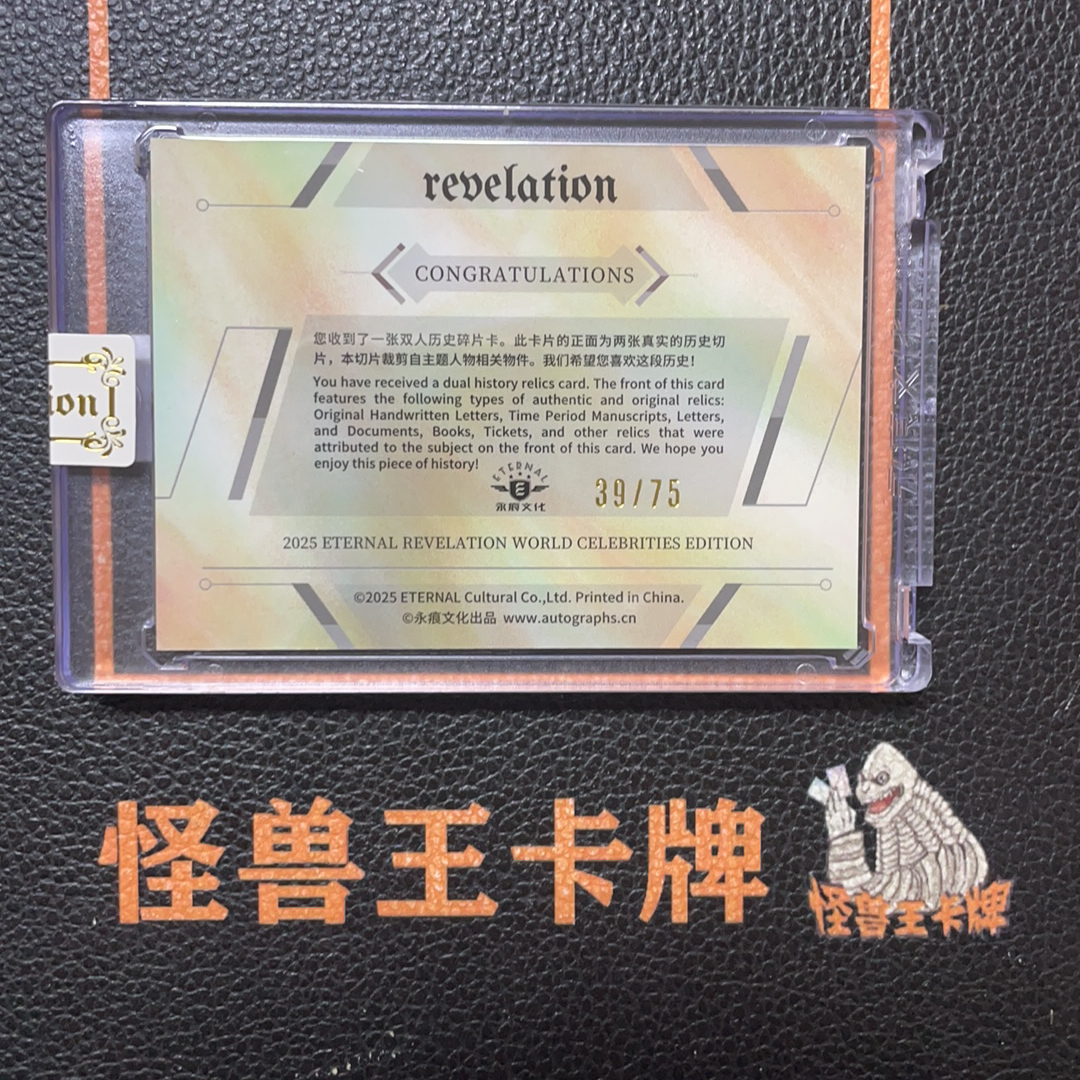 revelation
CONGRATULATIONS
您收到了一张双人历史碎片卡。此卡片的正面为两张真实的历史切
片，本切片裁剪自主题人物相关物件。我们希望您喜欢这段历史！
You have received a dual history relics card. The front of this card
features the following types of authentic and original relics:
Original Handwritten Letters, Time Period Manuscripts, Letters,
and Documents, Books, Tickets, and other relics that were
attributed to the subject on the front of this card. We hope you
enjoy this piece of history!
ETERNAL
永痕文化
39/75
2025 ETERNAL REVELATION WORLD CELEBRITIES EDITION
©2025 ETERNAL Cultural Co.,Ltd. Printed in China.
©永痕文化出品 www.autographs.cn
ion
怪兽王卡牌
怪兽王卡牌